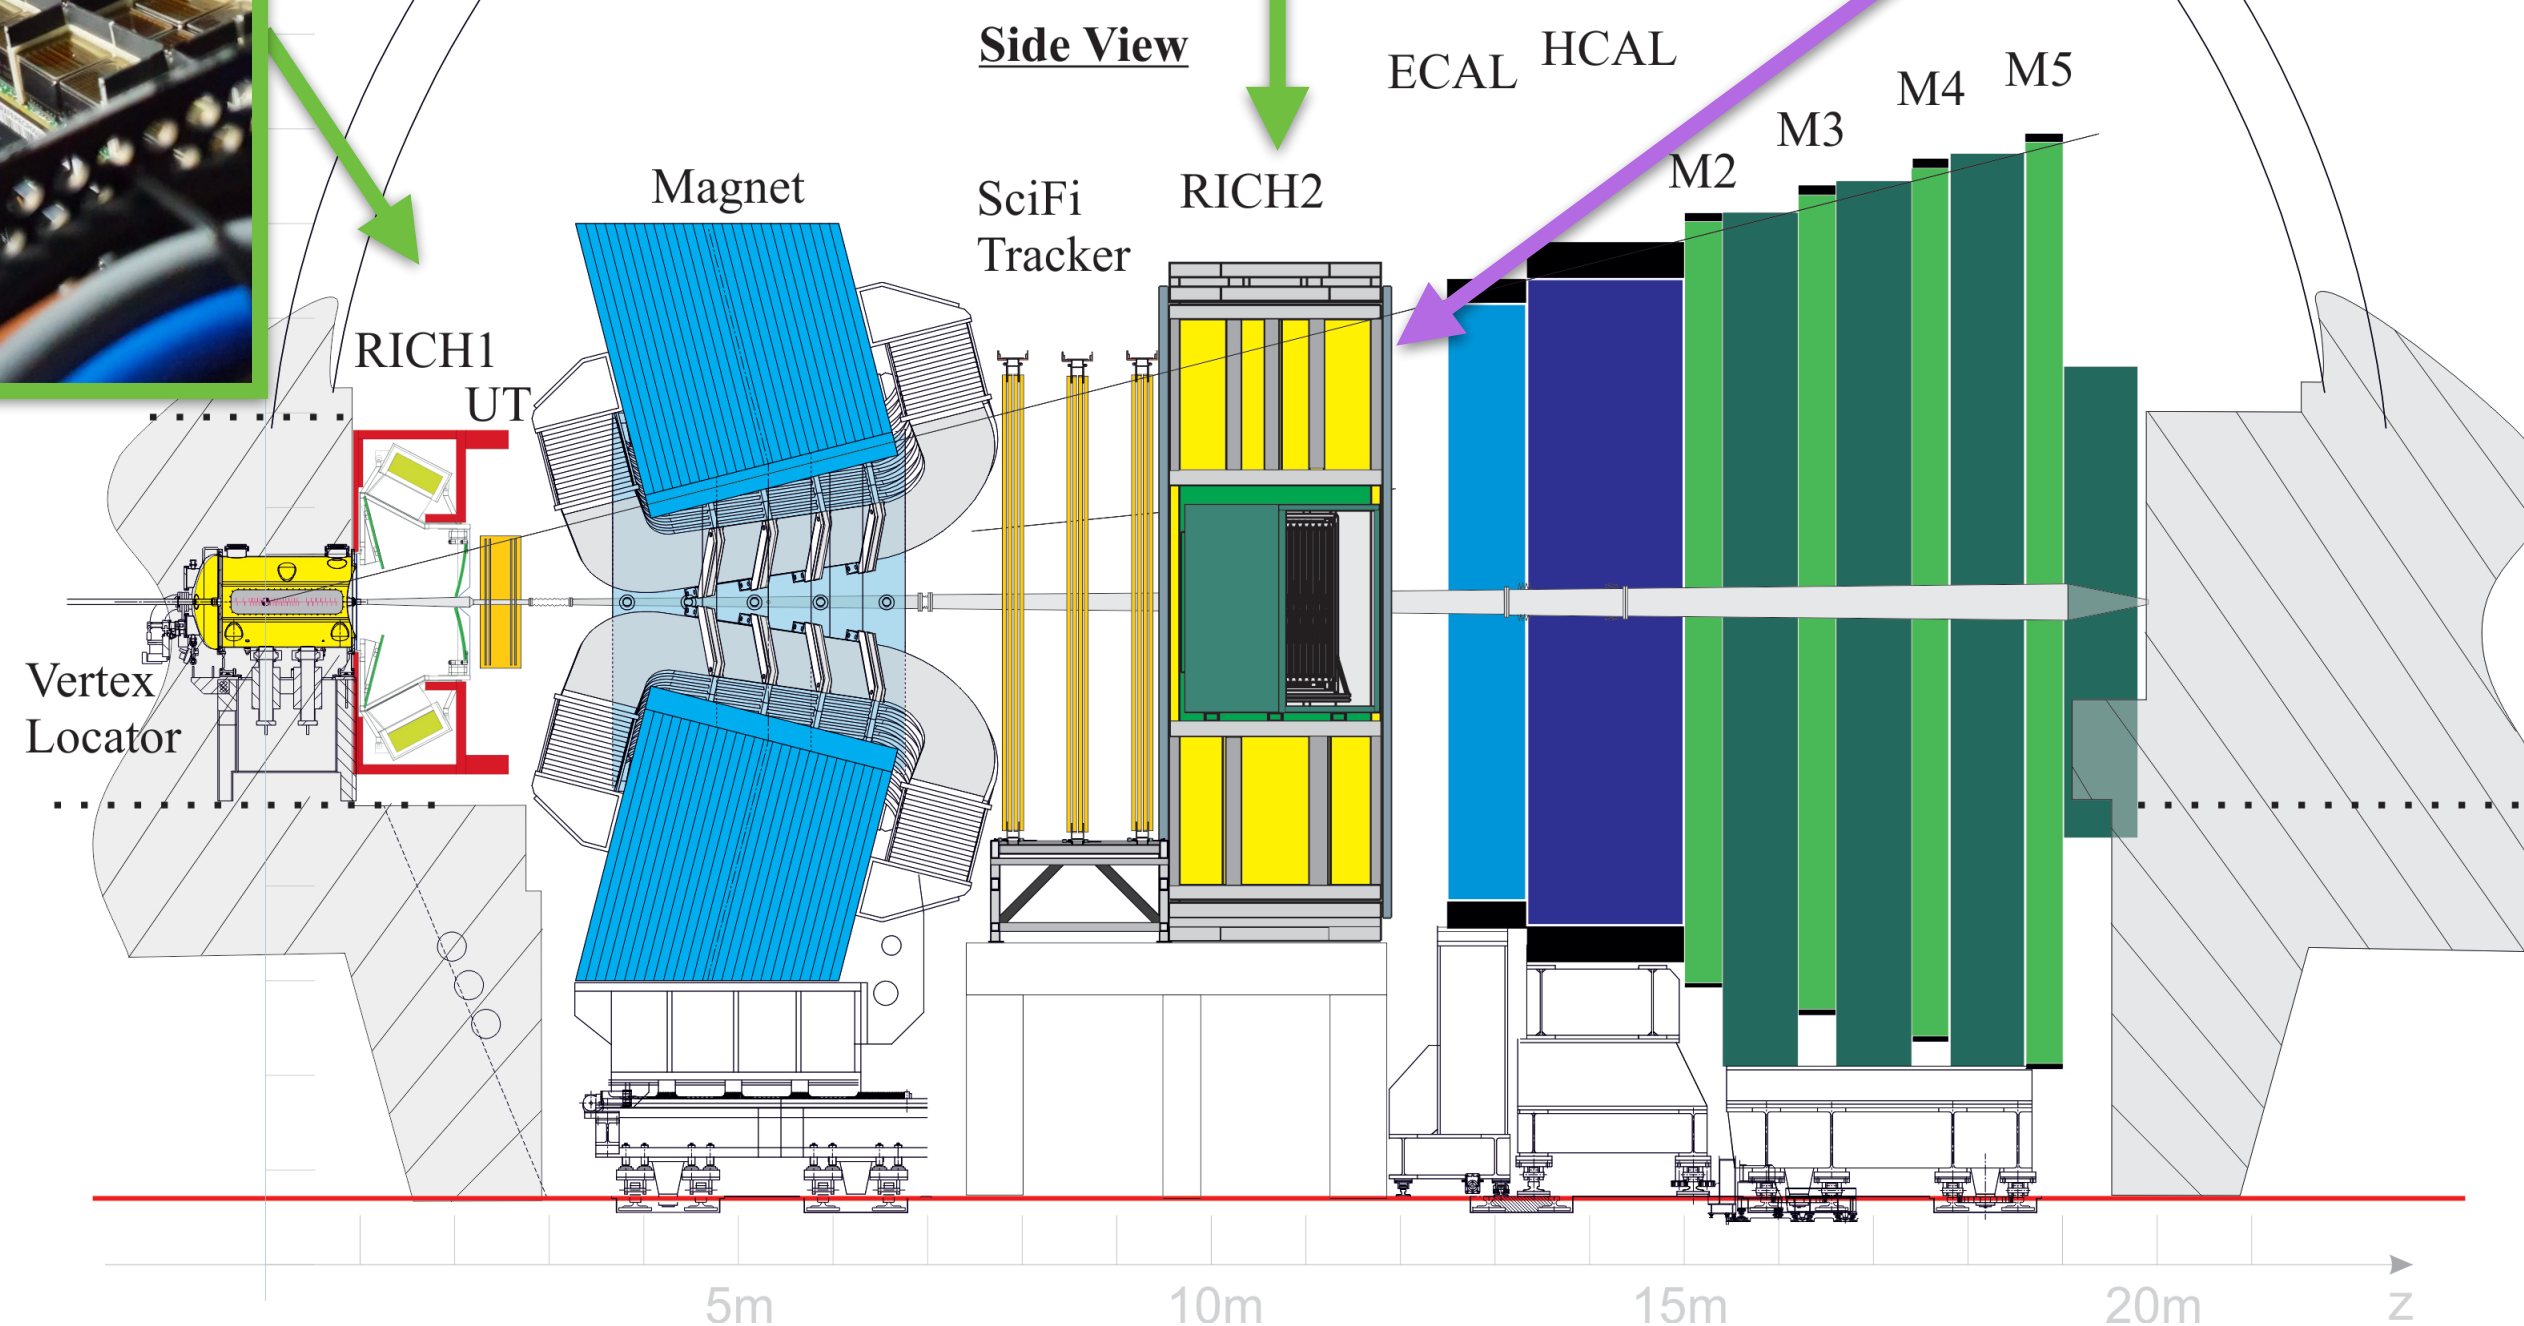 Side View
ECAL
HCAL
M2
M3
M4
M5
Magnet
SciFi
Tracker
RICH2
RICH1
UT
Vertex
Locator
5m
10m
15m
20m
z